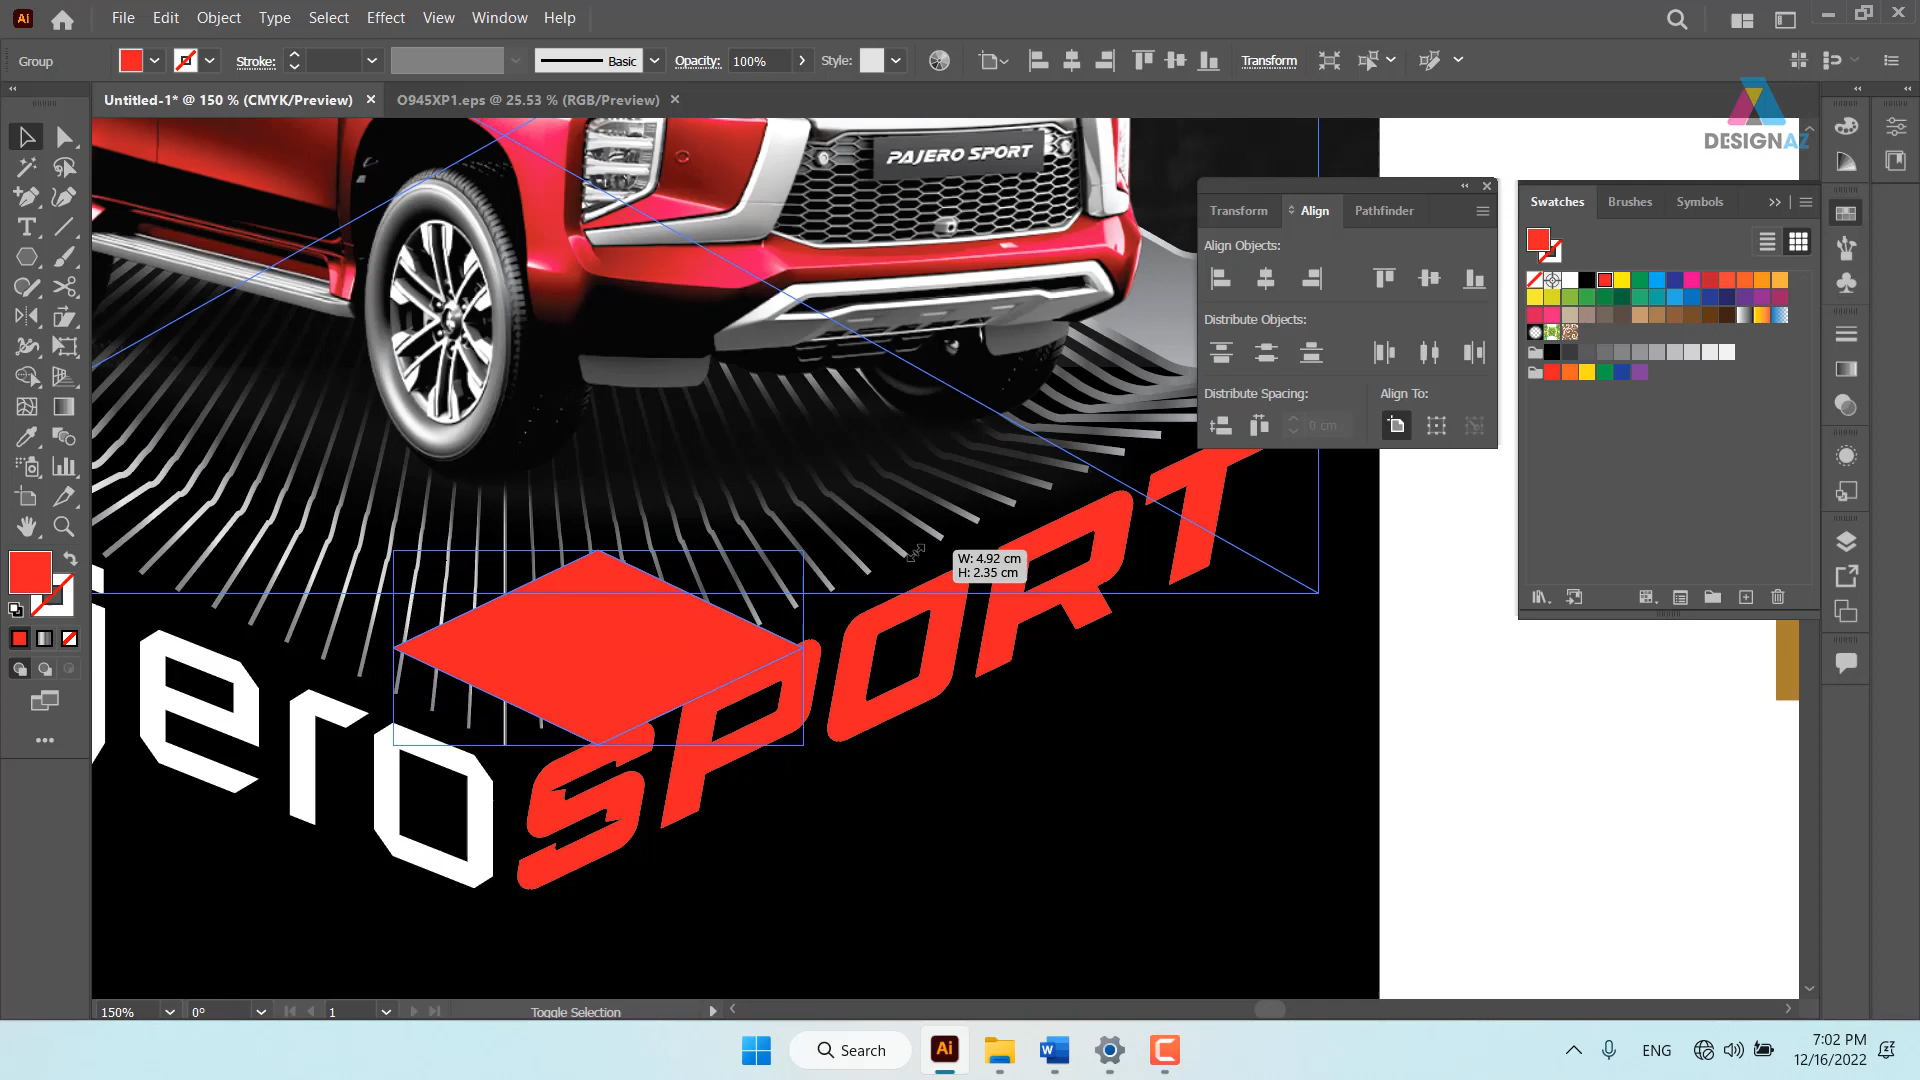 Ai File Edit Object Type Select Effect View Window Help
Group Stroke: Basic Opacity: 100% Style: Transform
Untitled-1* @ 150 % (CMYK/Preview) × O945XP1.eps @ 25.53 % (RGB/Preview) ×
DESIGNAZ
PAJERO SPORT
Transform Align Pathfinder
Align Objects:
Distribute Objects:
Distribute Spacing: Align To:
0 cm
Swatches Brushes Symbols
W: 4.92 cm
H: 2.35 cm
ero
SPORT
150% 0° 1 Toggle Selection
Search
Ai
W
C
ENG
7:02 PM
12/16/2022